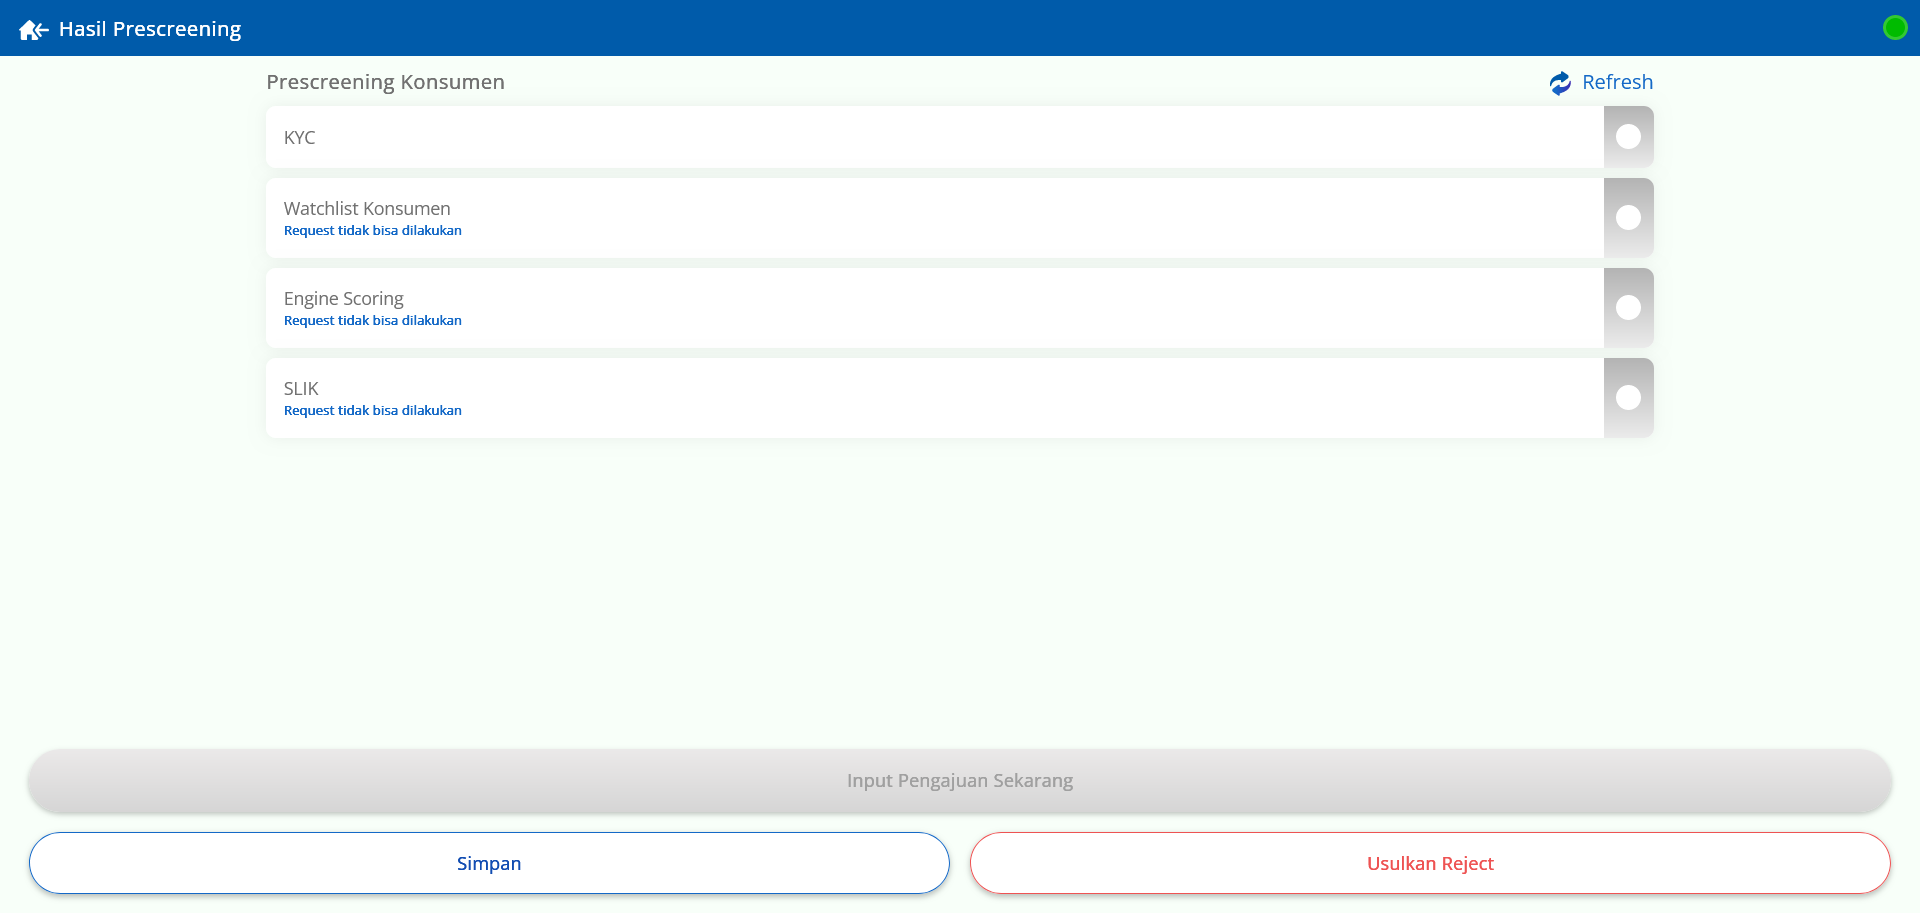 Hasil Prescreening
Prescreening Konsumen
Refresh
KYC
Watchlist Konsumen
Request tidak bisa dilakukan
Engine Scoring
Request tidak bisa dilakukan
SLIK
Request tidak bisa dilakukan
Input Pengajuan Sekarang
Simpan
Usulkan Reject